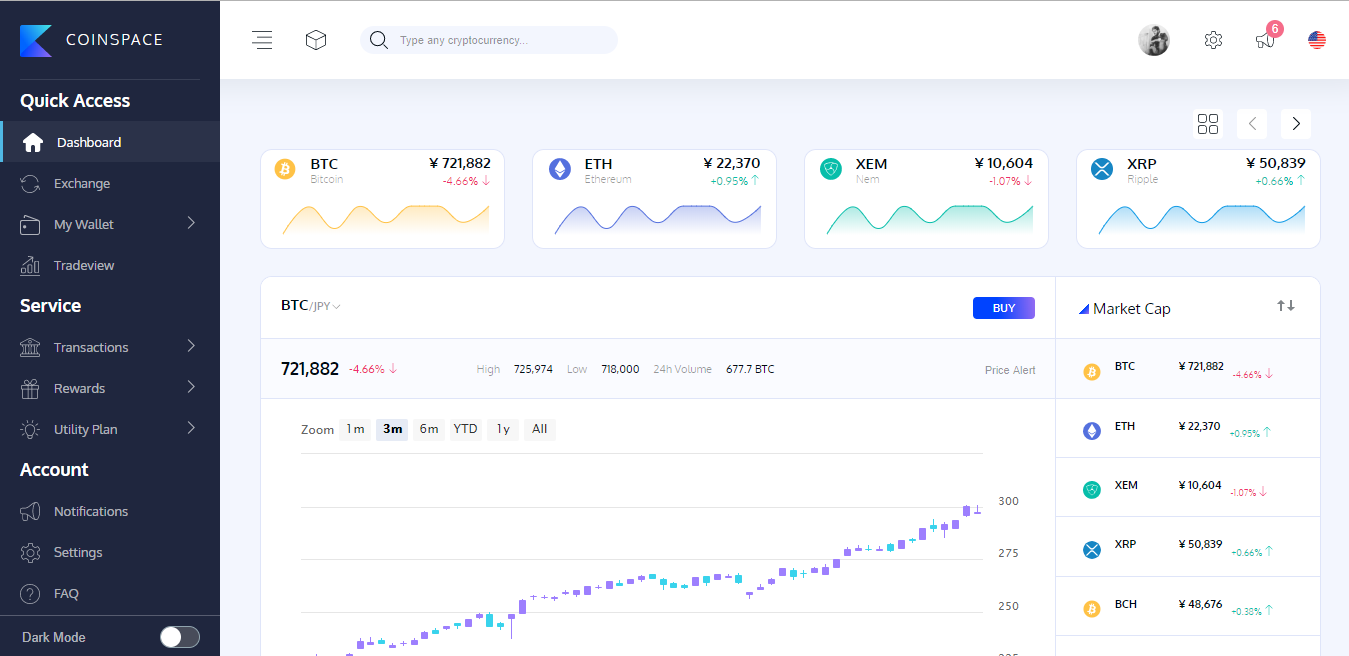 COINSPACE
Quick Access
Dashboard
Exchange
My Wallet
Tradeview
Service
Transactions
Rewards
Utility Plan
Account
Notifications
Settings
FAQ
Dark Mode
Type any cryptocurrency...
6
BTC ¥ 721,882
Bitcoin -4.66% ↓
ETH ¥ 22,370
Ethereum +0.95% ↑
XEM ¥ 10,604
Nem -1.07% ↓
XRP ¥ 50,839
Ripple +0.66% ↑
BTC/JPY
BUY
721,882 -4.66% ↓ High 725,974 Low 718,000 24h Volume 677.7 BTC Price Alert
Zoom 1m 3m 6m YTD 1y All
300
275
250
Market Cap
BTC ¥ 721,882 -4.66% ↓
ETH ¥ 22,370 +0.95% ↑
XEM ¥ 10,604 -1.07% ↓
XRP ¥ 50,839 +0.66% ↑
BCH ¥ 48,676 +0.38% ↑